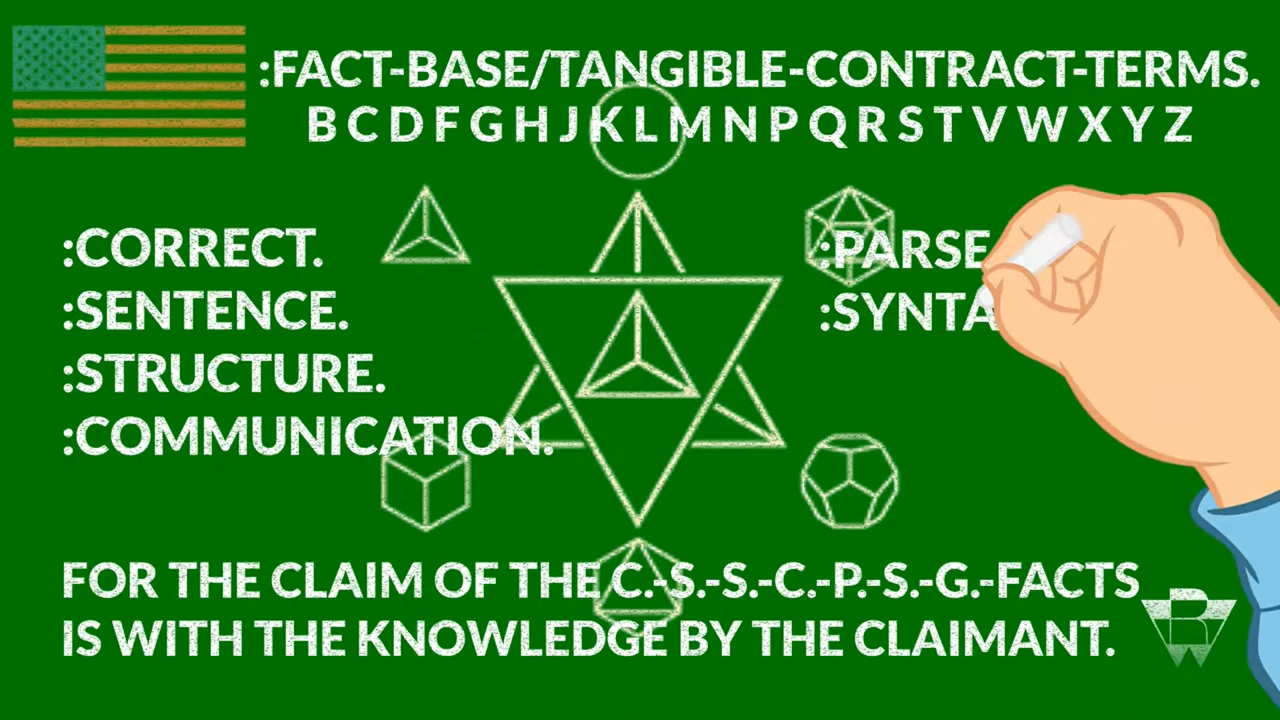 :FACT-BASE/TANGIBLE-CONTRACT-TERMS.
B C D F G H J K L M N P Q R S T V W X Y Z
:CORRECT.
:SENTENCE.
:STRUCTURE.
:COMMUNICATION.
:PARSE
:SYNTA
FOR THE CLAIM OF THE C.-S.-S.-C.-P.-S.-G.-FACTS
IS WITH THE KNOWLEDGE BY THE CLAIMANT.